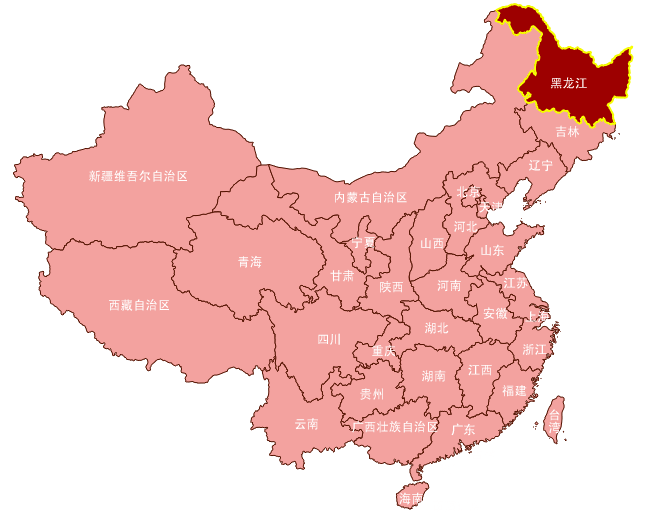 黑龙江
吉林
辽宁
新疆维吾尔自治区
内蒙古自治区
北京
天津
河北
宁夏
山西
山东
青海
甘肃
陕西
河南
江苏
西藏自治区
安徽
上海
湖北
四川
重庆
浙江
江西
湖南
福建
贵州
台
湾
云南
广西壮族自治区
广东
海南